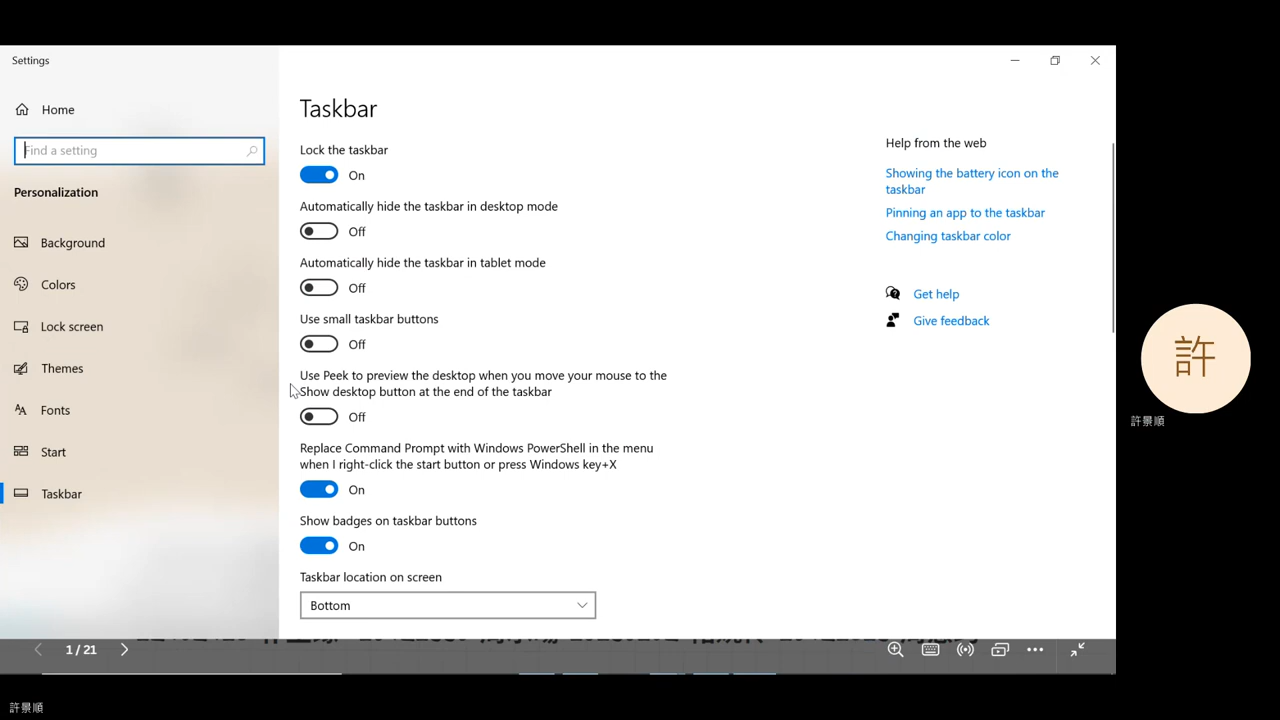 Settings
Home
Find a setting
Personalization
Background
Colors
Lock screen
Themes
Fonts
Start
Taskbar
Taskbar
Lock the taskbar
On
Automatically hide the taskbar in desktop mode
Off
Automatically hide the taskbar in tablet mode
Off
Use small taskbar buttons
Off
Use Peek to preview the desktop when you move your mouse to the
Show desktop button at the end of the taskbar
Off
Replace Command Prompt with Windows PowerShell in the menu
when I right-click the start button or press Windows key+X
On
Show badges on taskbar buttons
On
Taskbar location on screen
Bottom
Help from the web
Showing the battery icon on the
taskbar
Pinning an app to the taskbar
Changing taskbar color
Get help
Give feedback
許
許景順
1 / 21
許景順